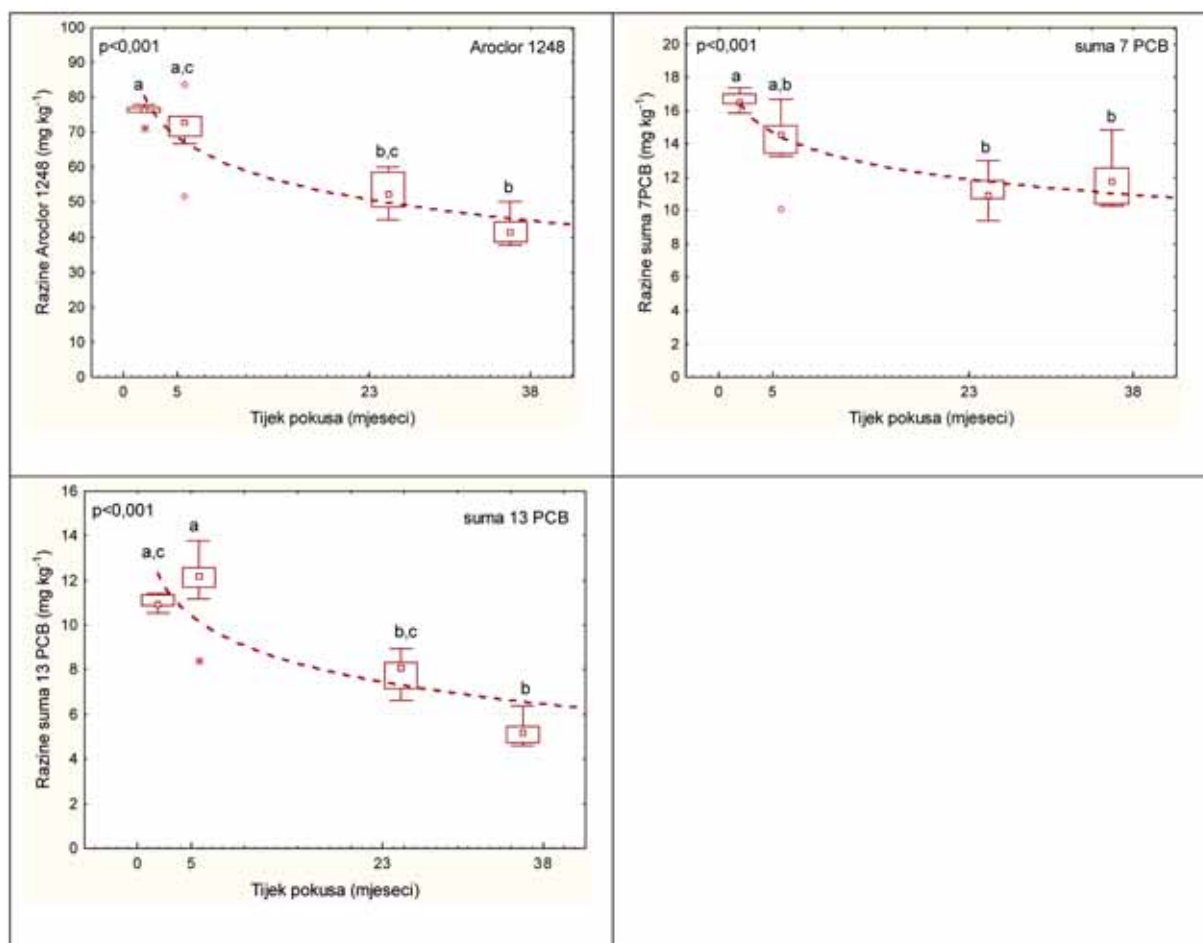 p<0,001
Aroclor 1248
a
a,c
b,c
b
Razine Aroclor 1248 (mg kg⁻¹)
100
90
80
70
60
50
40
30
20
10
0
0 5 23 38
Tijek pokusa (mjeseci)
p<0,001
suma 7 PCB
a
a,b
b
b
Razine suma 7PCB (mg kg⁻¹)
20
18
16
14
12
10
8
6
4
2
0
0 5 23 38
Tijek pokusa (mjeseci)
p<0,001
suma 13 PCB
a,c
a
b,c
b
Razine suma 13 PCB (mg kg⁻¹)
16
14
12
10
8
6
4
2
0
0 5 23 38
Tijek pokusa (mjeseci)